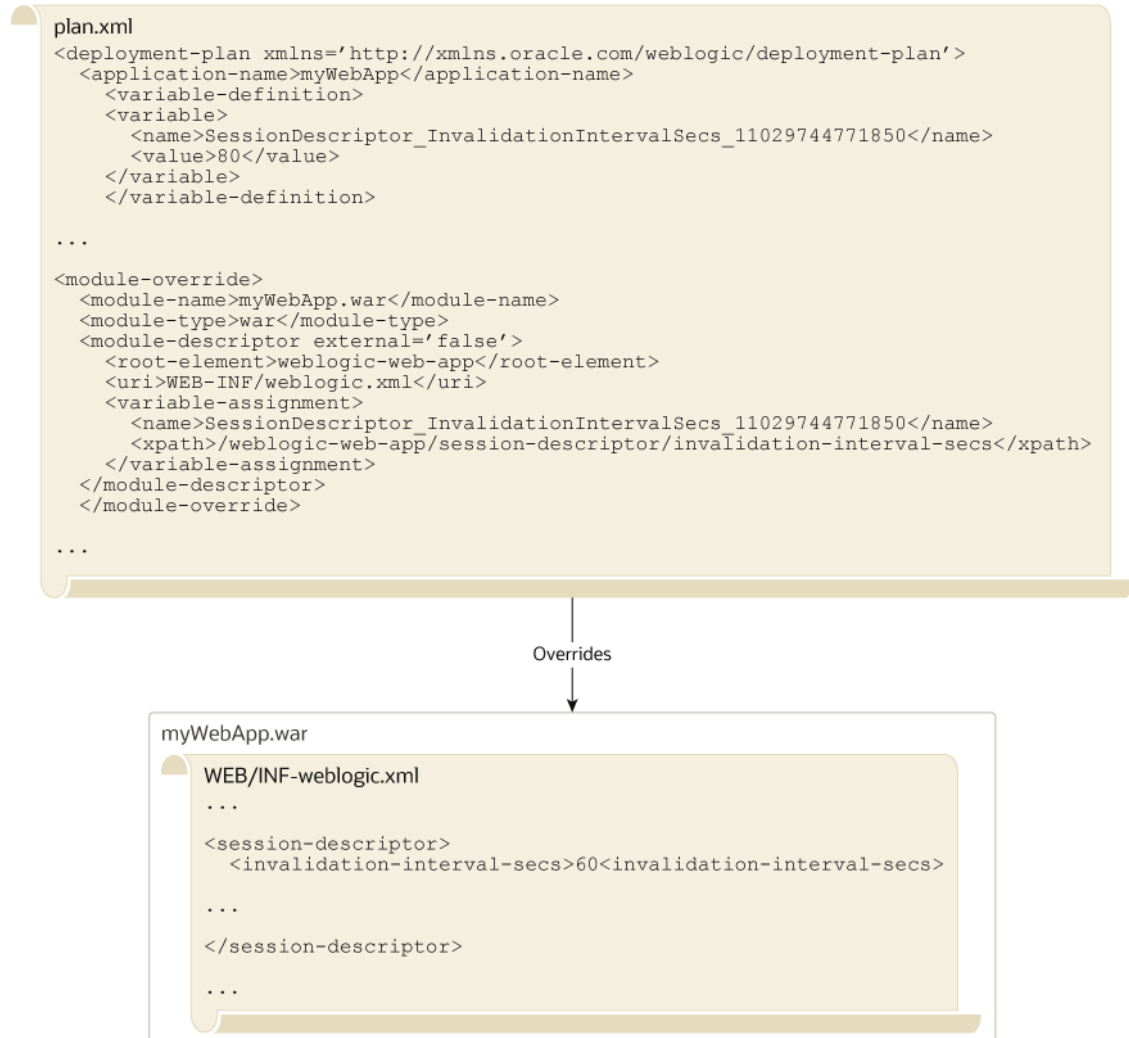 plan.xml
<deployment-plan xmlns=’http://xmlns.oracle.com/weblogic/deployment-plan’>
  <application-name>myWebApp</application-name>
    <variable-definition>
    <variable>
      <name>SessionDescriptor_InvalidationIntervalSecs_11029744771850</name>
      <value>80</value>
    </variable>
    </variable-definition>
...
<module-override>
  <module-name>myWebApp.war</module-name>
  <module-type>war</module-type>
  <module-descriptor external=’false’>
    <root-element>weblogic-web-app</root-element>
    <uri>WEB-INF/weblogic.xml</uri>
    <variable-assignment>
      <name>SessionDescriptor_InvalidationIntervalSecs_11029744771850</name>
      <xpath>/weblogic-web-app/session-descriptor/invalidation-interval-secs</xpath>
    </variable-assignment>
  </module-descriptor>
  </module-override>
...
Overrides
myWebApp.war
WEB/INF-weblogic.xml
...
<session-descriptor>
  <invalidation-interval-secs>60<invalidation-interval-secs>
...
</session-descriptor>
...